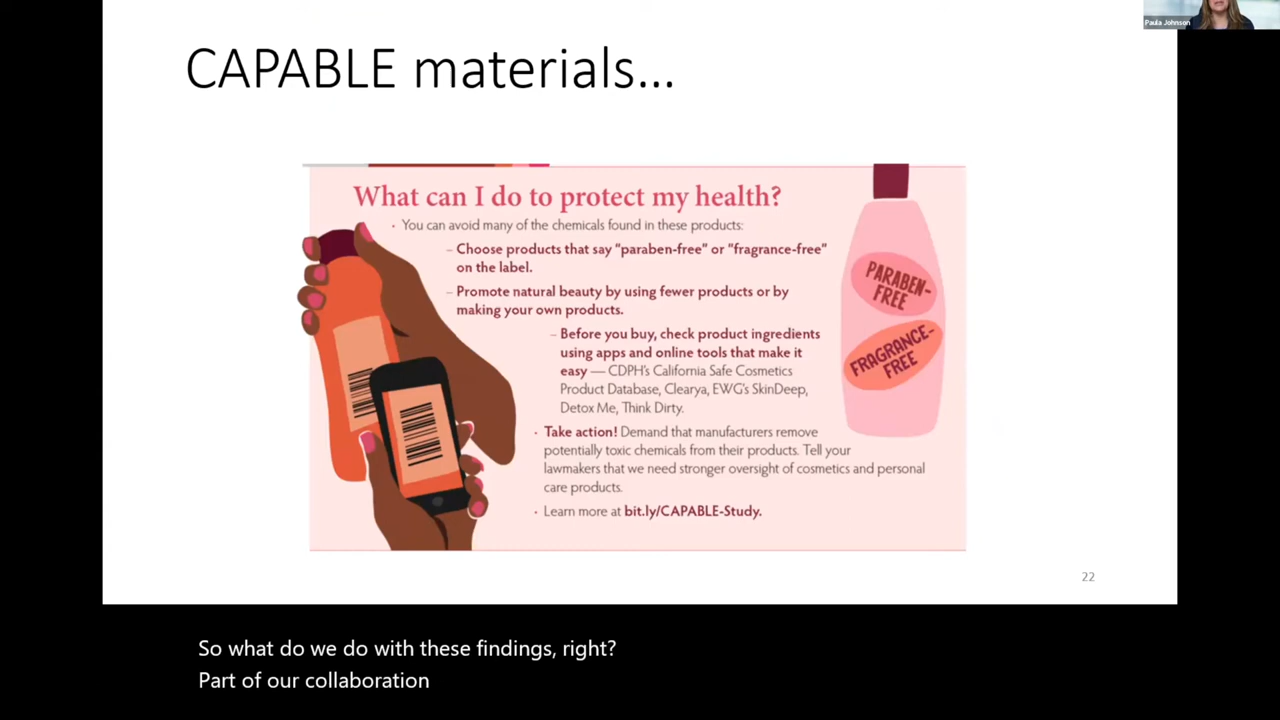 Paula Johnson
CAPABLE materials...
What can I do to protect my health?
• You can avoid many of the chemicals found in these products:
– Choose products that say “paraben-free” or “fragrance-free”
on the label.
– Promote natural beauty by using fewer products or by
making your own products.
– Before you buy, check product ingredients
using apps and online tools that make it
easy — CDPH’s California Safe Cosmetics
Product Database, Clearya, EWG’s SkinDeep,
Detox Me, Think Dirty.
• Take action! Demand that manufacturers remove
potentially toxic chemicals from their products. Tell your
lawmakers that we need stronger oversight of cosmetics and personal
care products.
• Learn more at bit.ly/CAPABLE-Study.
PARABEN-
FREE
FRAGRANCE-
FREE
22
So what do we do with these findings, right?
Part of our collaboration